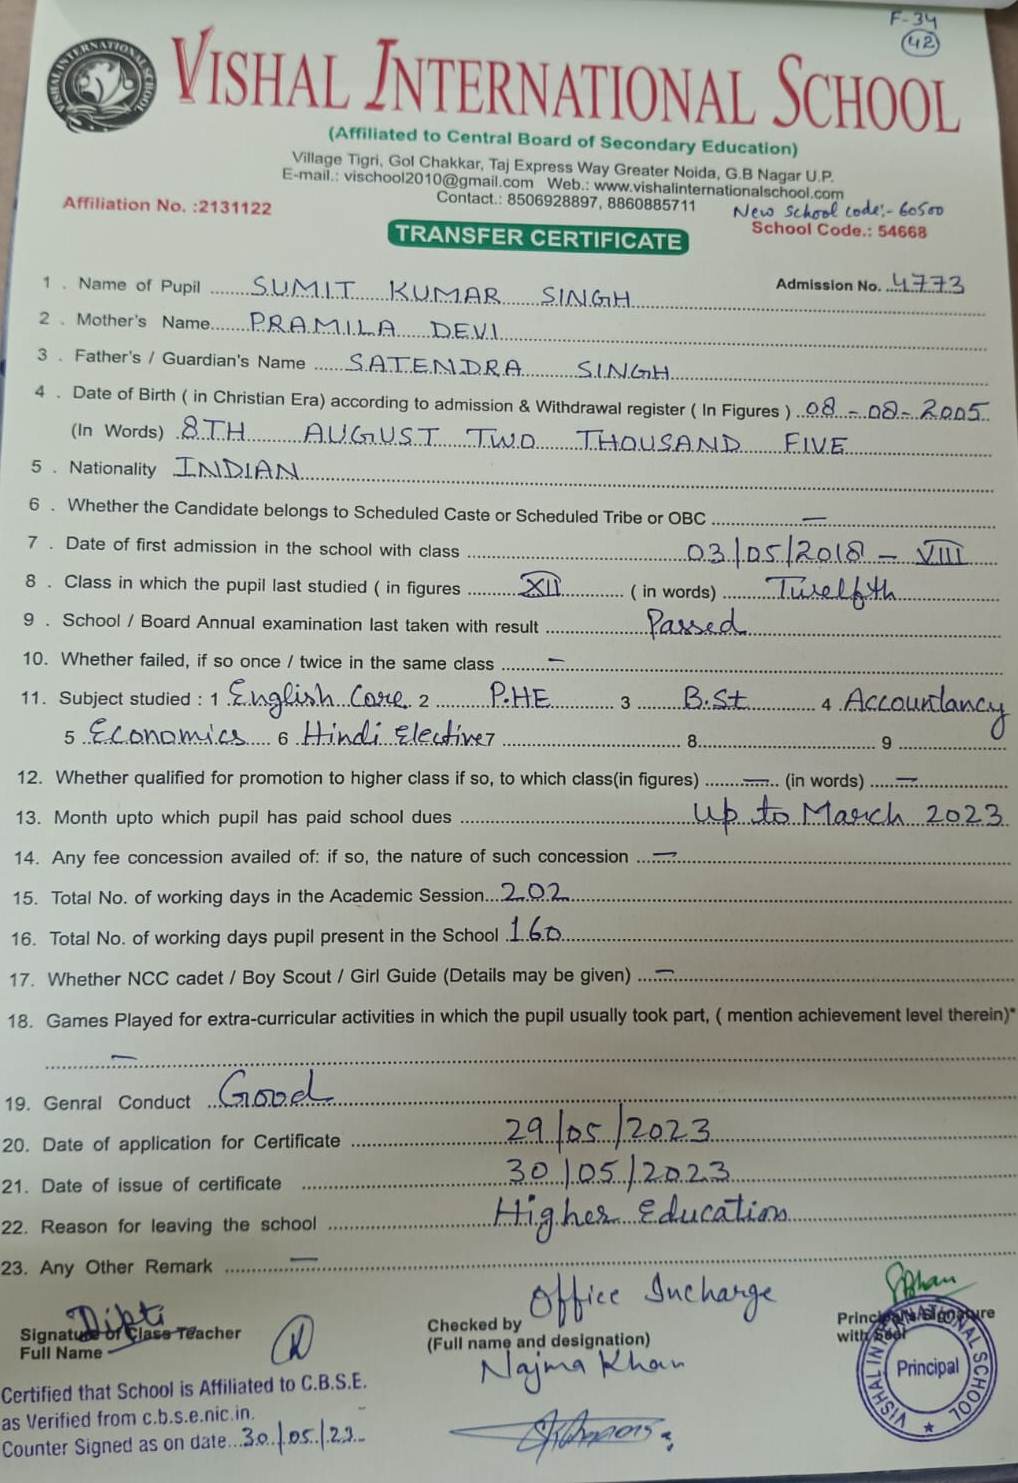 F-34
42
VISHAL INTERNATIONAL SCHOOL
VISHAL INTERNATIONAL SCHOOL
(Affiliated to Central Board of Secondary Education)
Village Tigri, Gol Chakkar, Taj Express Way Greater Noida, G.B Nagar U.P.
E-mail.: vischool2010@gmail.com Web.: www.vishalinternationalschool.com
Contact.: 8506928897, 8860885711
New School code:- 60500
Affiliation No. :2131122
School Code.: 54668
TRANSFER CERTIFICATE
Admission No. 4773
1 . Name of Pupil SUMIT KUMAR SINGH
2 . Mother's Name PRAMILA DEVI
3 . Father's / Guardian's Name SATENDRA SINGH
4 . Date of Birth ( in Christian Era) according to admission & Withdrawal register ( In Figures ) 08-08-2005
(In Words) 8TH AUGUST TWO THOUSAND FIVE
5 . Nationality INDIAN
6 . Whether the Candidate belongs to Scheduled Caste or Scheduled Tribe or OBC —
7 . Date of first admission in the school with class 03/05/2018 - VIII
8 . Class in which the pupil last studied ( in figures XII ( in words) Twelfth
9 . School / Board Annual examination last taken with result Passed
10. Whether failed, if so once / twice in the same class —
11. Subject studied : 1 English Core 2 P.HE 3 B.St 4 Accountancy
5 Economics 6 Hindi Elective 7 8 9
12. Whether qualified for promotion to higher class if so, to which class(in figures) — (in words) —
13. Month upto which pupil has paid school dues Up to March 2023
14. Any fee concession availed of: if so, the nature of such concession —
15. Total No. of working days in the Academic Session 202
16. Total No. of working days pupil present in the School 160
17. Whether NCC cadet / Boy Scout / Girl Guide (Details may be given) —
18. Games Played for extra-curricular activities in which the pupil usually took part, ( mention achievement level therein)*
—
19. Genral Conduct Good
20. Date of application for Certificate 29/05/2023
21. Date of issue of certificate 30/05/2023
22. Reason for leaving the school Higher Education
23. Any Other Remark —
Dipti
Signature of Class Teacher
Full Name
Office Incharge
Checked by
(Full name and designation)
Najma Khan
Principal's Signature
with Seal
VISHAL INTERNATIONAL SCHOOL
Principal
Certified that School is Affiliated to C.B.S.E.
as Verified from c.b.s.e.nic.in.
Counter Signed as on date 30/05/23